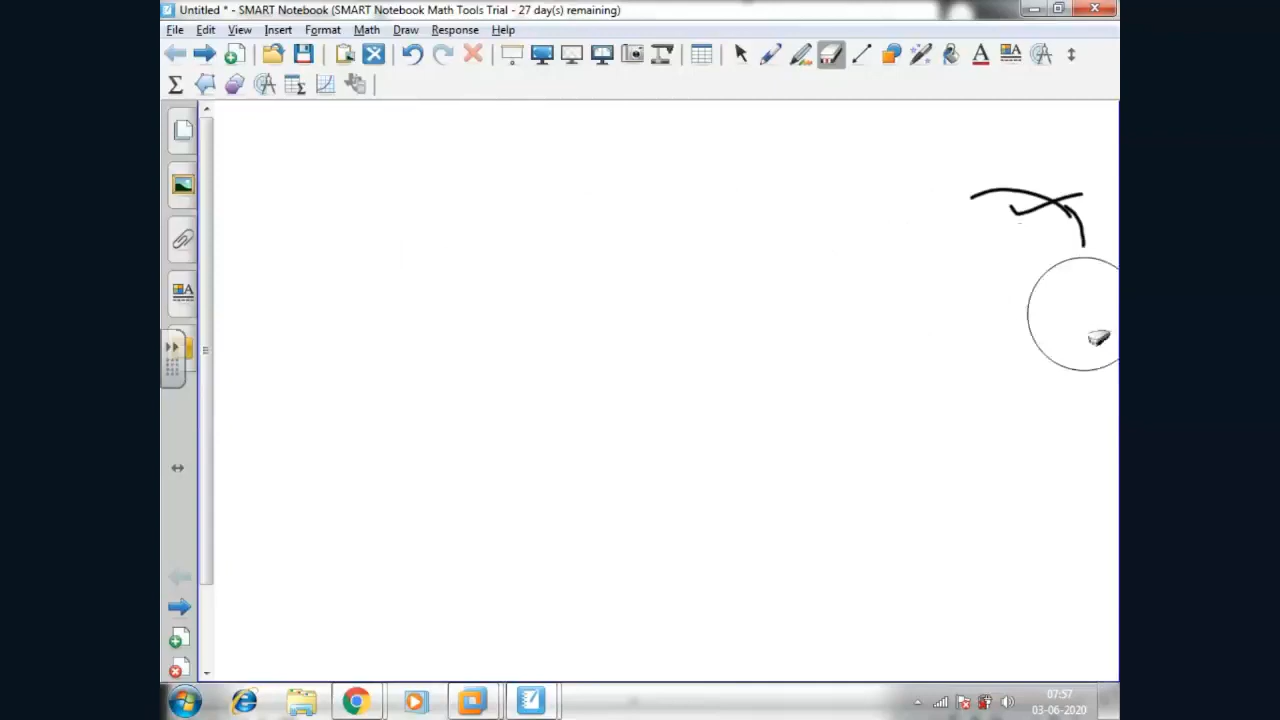 Untitled * - SMART Notebook (SMART Notebook Math Tools Trial - 27 day(s) remaining)
File Edit View Insert Format Math Draw Response Help
07:57
03-06-2020